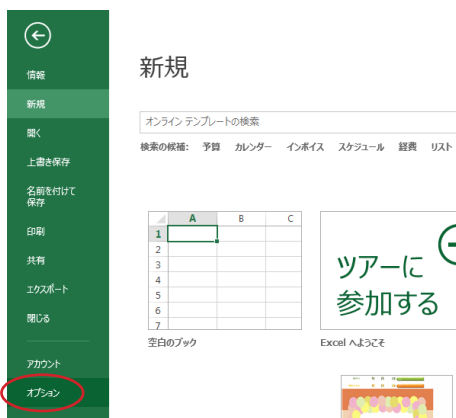 情報
新規
開く
上書き保存
名前を付けて
保存
印刷
共有
エクスポート
閉じる
アカウント
オプション
新規
オンライン テンプレートの検索
検索の候補: 予算 カレンダー インボイス スケジュール 経費 リスト
A B C
1
2
3
4
5
6
7
空白のブック
ツアーに
参加する
Excel へようこそ